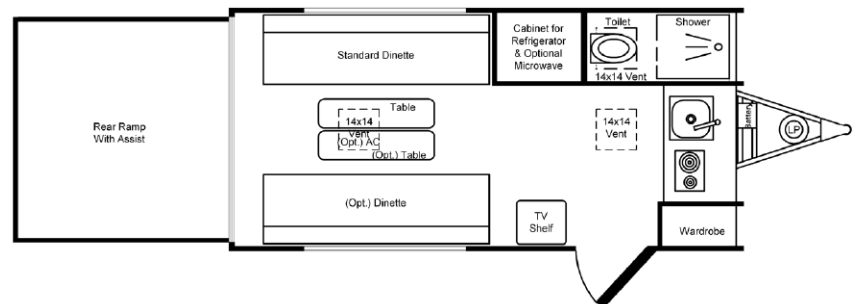 Rear Ramp
With Assist
Standard Dinette
Cabinet for
Refrigerator
& Optional
Microwave
Toilet
14x14 Vent
Shower
Table
14x14
Vent
(Opt.) AC
(Opt.) Table
14x14
Vent
Battery
LP
(Opt.) Dinette
TV
Shelf
Wardrobe